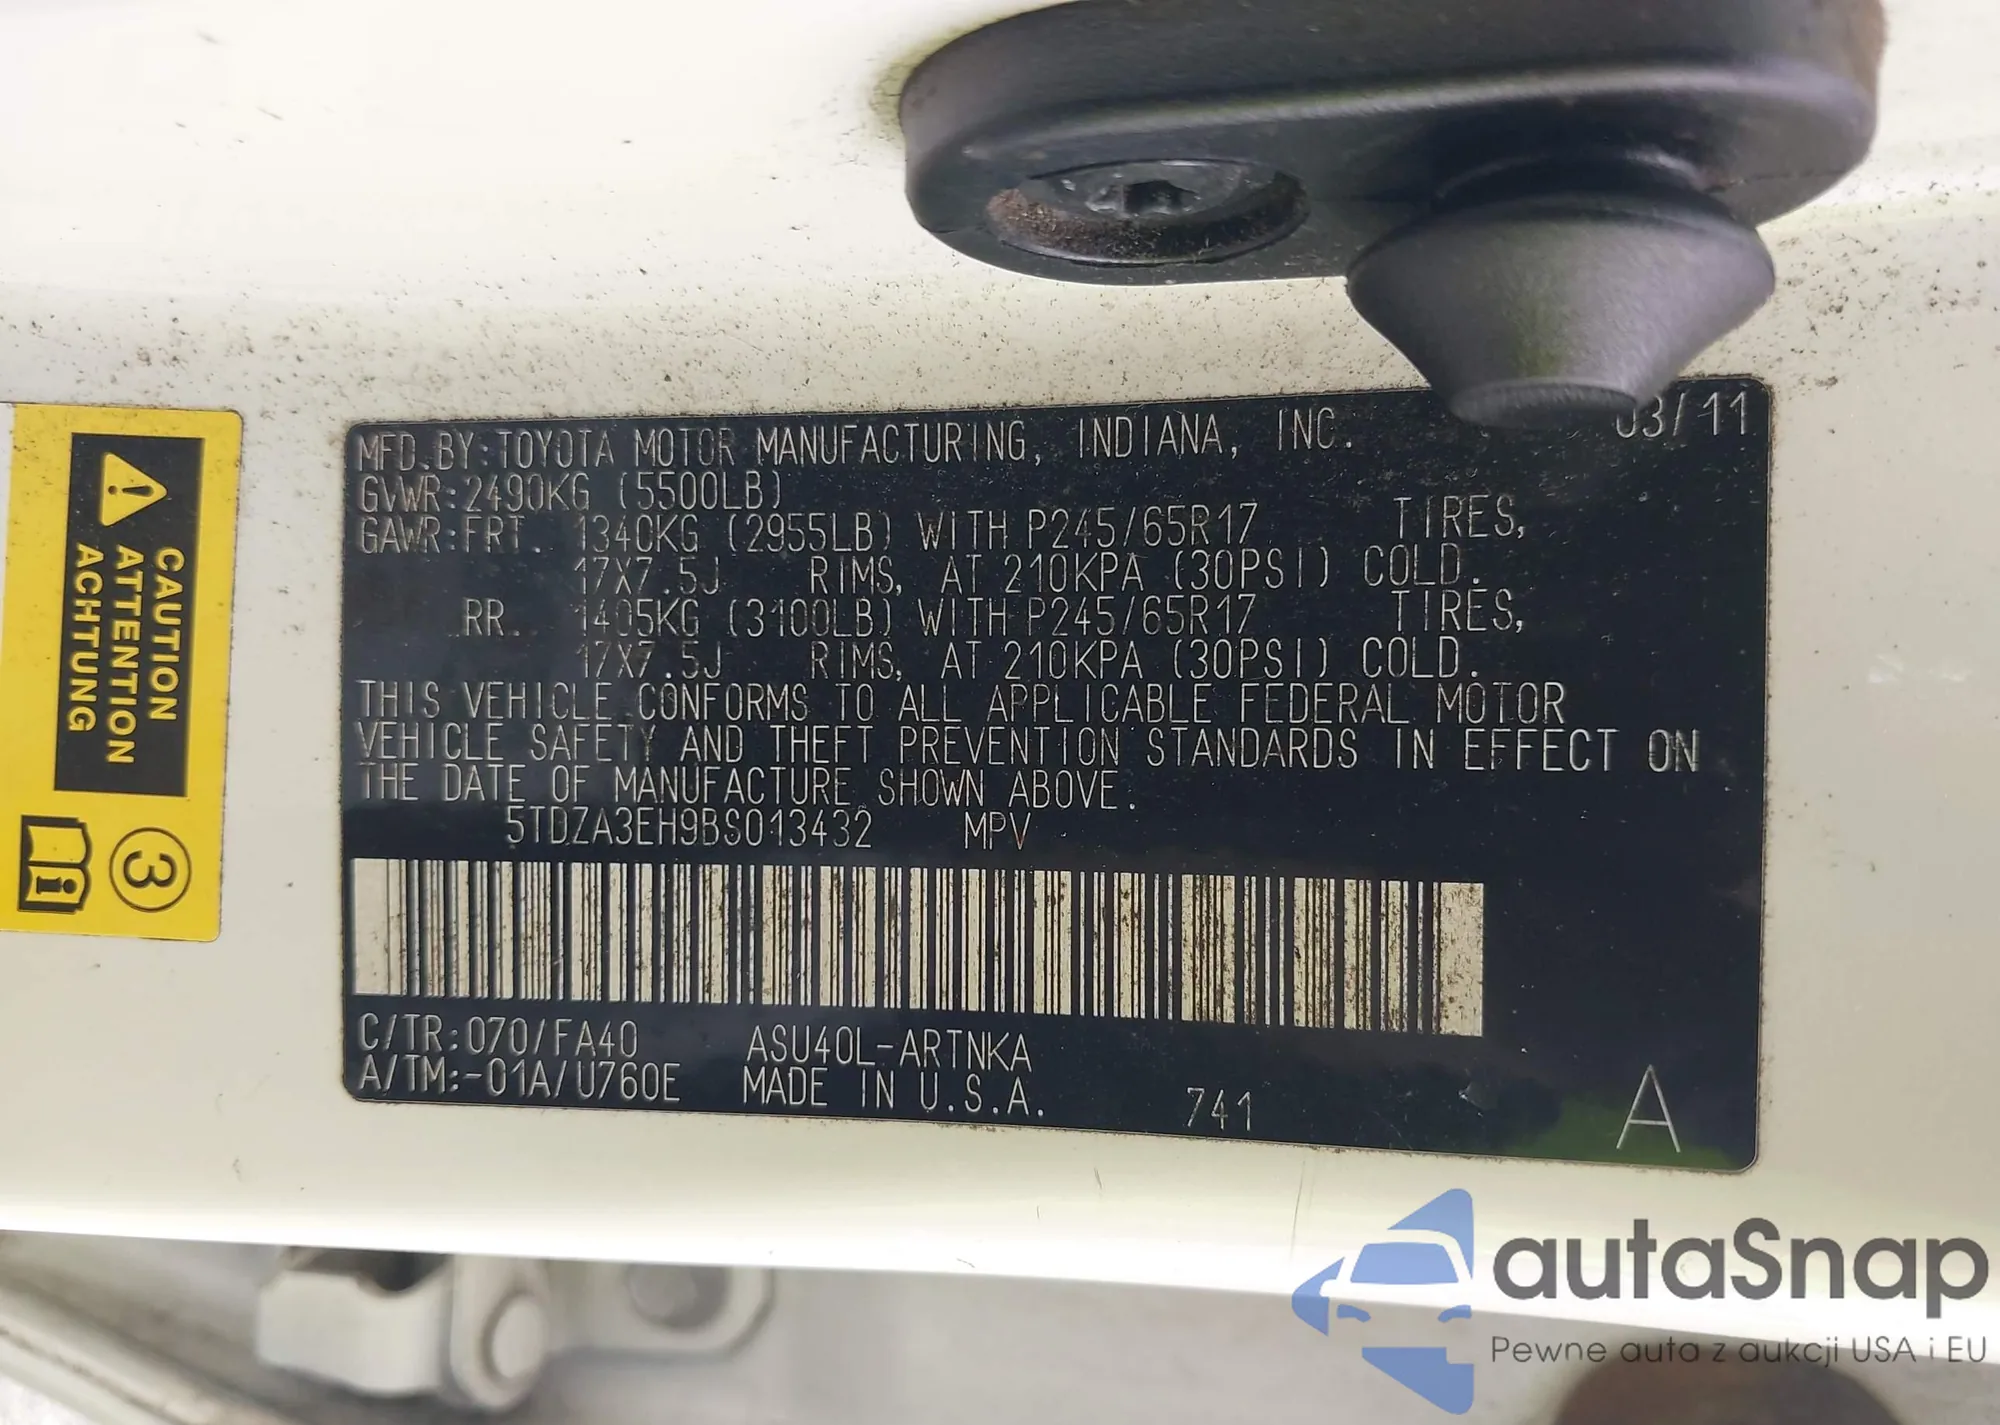 03/11
MFD.BY:TOYOTA MOTOR MANUFACTURING, INDIANA, INC.
GVWR:2490KG (5500LB)
GAWR:FRT. 1340KG (2955LB) WITH P245/65R17 TIRES,
17X7.5J RIMS, AT 210KPA (30PSI) COLD.
RR. 1405KG (3100LB) WITH P245/65R17 TIRES,
17X7.5J RIMS, AT 210KPA (30PSI) COLD.
THIS VEHICLE CONFORMS TO ALL APPLICABLE FEDERAL MOTOR
VEHICLE SAFETY AND THEFT PREVENTION STANDARDS IN EFFECT ON
THE DATE OF MANUFACTURE SHOWN ABOVE.
5TDZA3EH9BS013432 MPV
C/TR:070/FA40 ASU40L-ARTNKA
A/TM:-01A/U760E MADE IN U.S.A. 741 A
CAUTION
ATTENTION
ACHTUNG
3
i
autaSnap
Pewne auta z aukcji USA i EU